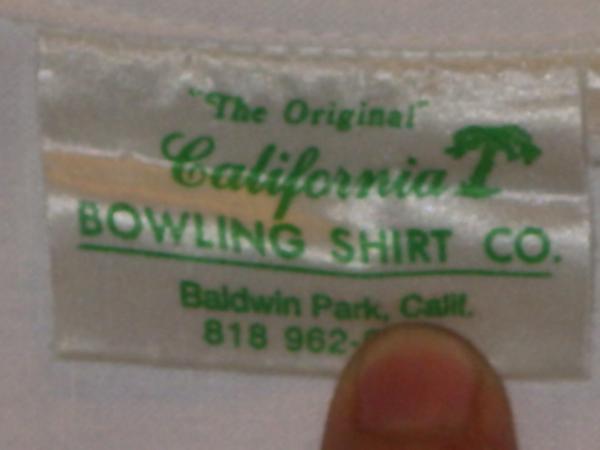 "The Original"
California
BOWLING SHIRT CO.
Baldwin Park, Calif.
818 962-